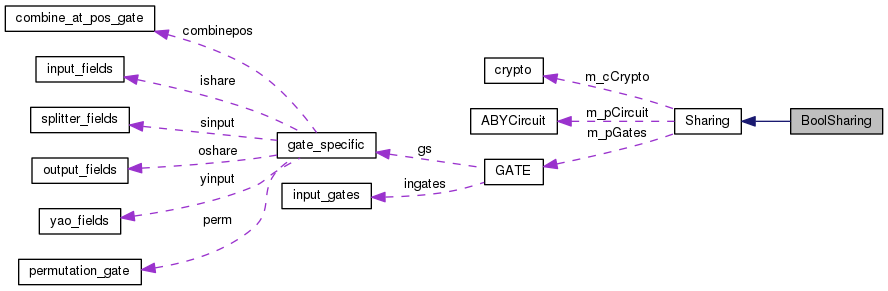 combine_at_pos_gate
combinepos
input_fields
ishare
crypto
m_cCrypto
splitter_fields
sinput
ABYCircuit
m_pCircuit
Sharing
BoolSharing
m_pGates
gate_specific
oshare
gs
output_fields
yinput
GATE
ingates
input_gates
yao_fields
perm
permutation_gate